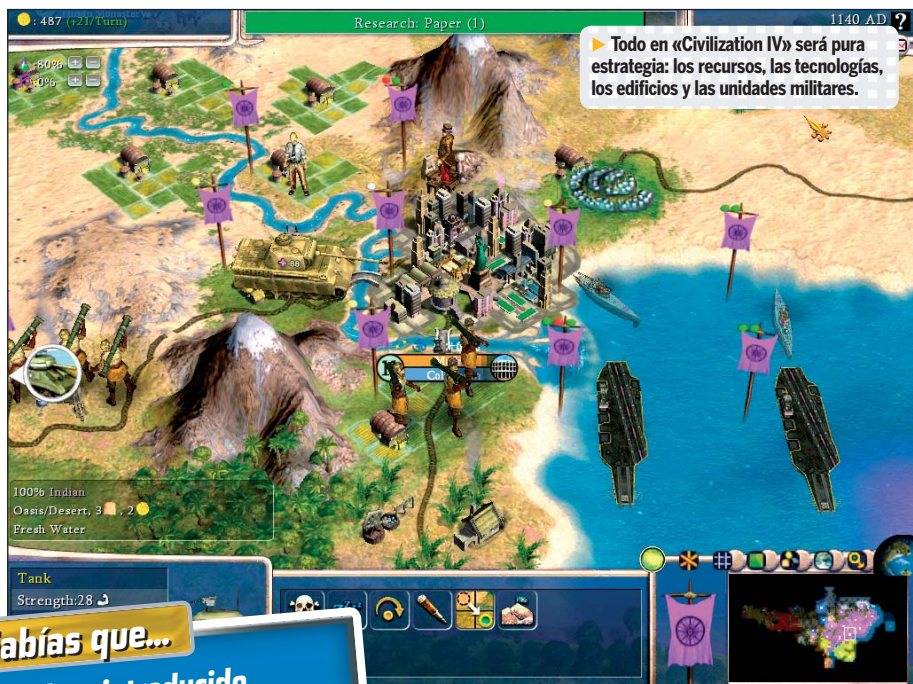 : 487 (+21/Turn)
Research: Paper (1)
1140 AD ?
Todo en «Civilization IV» será pura
estrategia: los recursos, las tecnologías,
los edificios y las unidades militares.
:80%
:0%
88
100% Indian
Oasis/Desert, 3 , 2
Fresh Water
Tank
Strength:28
abías que...
introducido